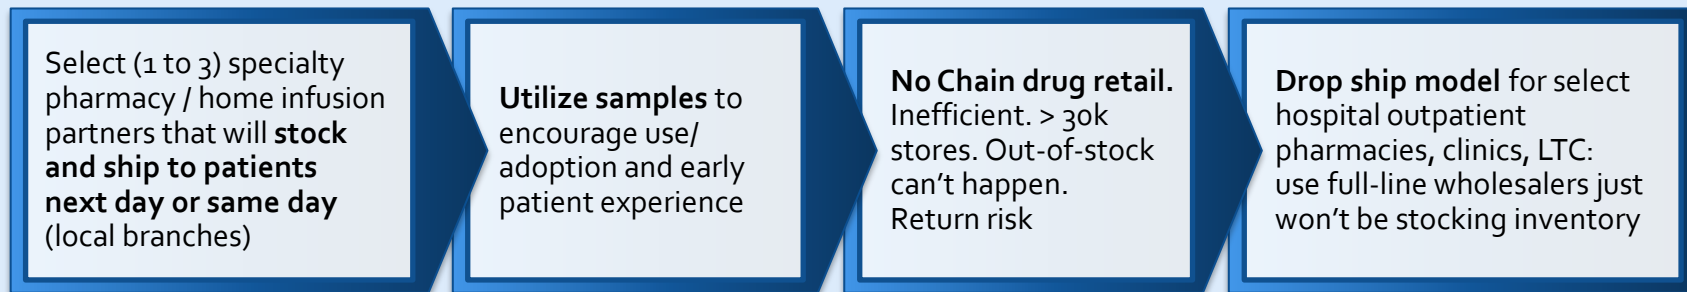 Select (1 to 3) specialty
pharmacy / home infusion
partners that will stock
and ship to patients
next day or same day
(local branches)
Utilize samples to
encourage use/
adoption and early
patient experience
No Chain drug retail.
Inefficient. > 30k
stores. Out-of-stock
can't happen.
Return risk
Drop ship model for select
hospital outpatient
pharmacies, clinics, LTC:
use full-line wholesalers just
won't be stocking inventory